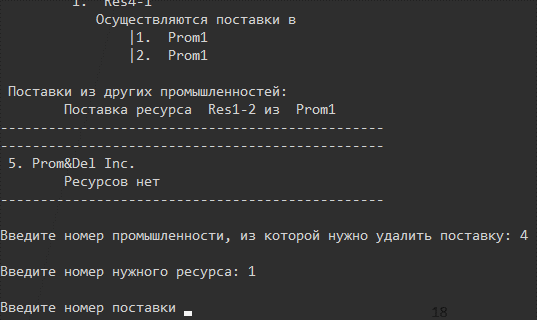 1. Res4-1
Осуществляются поставки в
|1. Prom1
|2. Prom1
Поставки из других промышленностей:
Поставка ресурса Res1-2 из Prom1
------------------------------------------------
------------------------------------------------
5. Prom&Del Inc.
Ресурсов нет
------------------------------------------------
Введите номер промышленности, из которой нужно удалить поставку: 4
Введите номер нужного ресурса: 1
Введите номер поставки
18